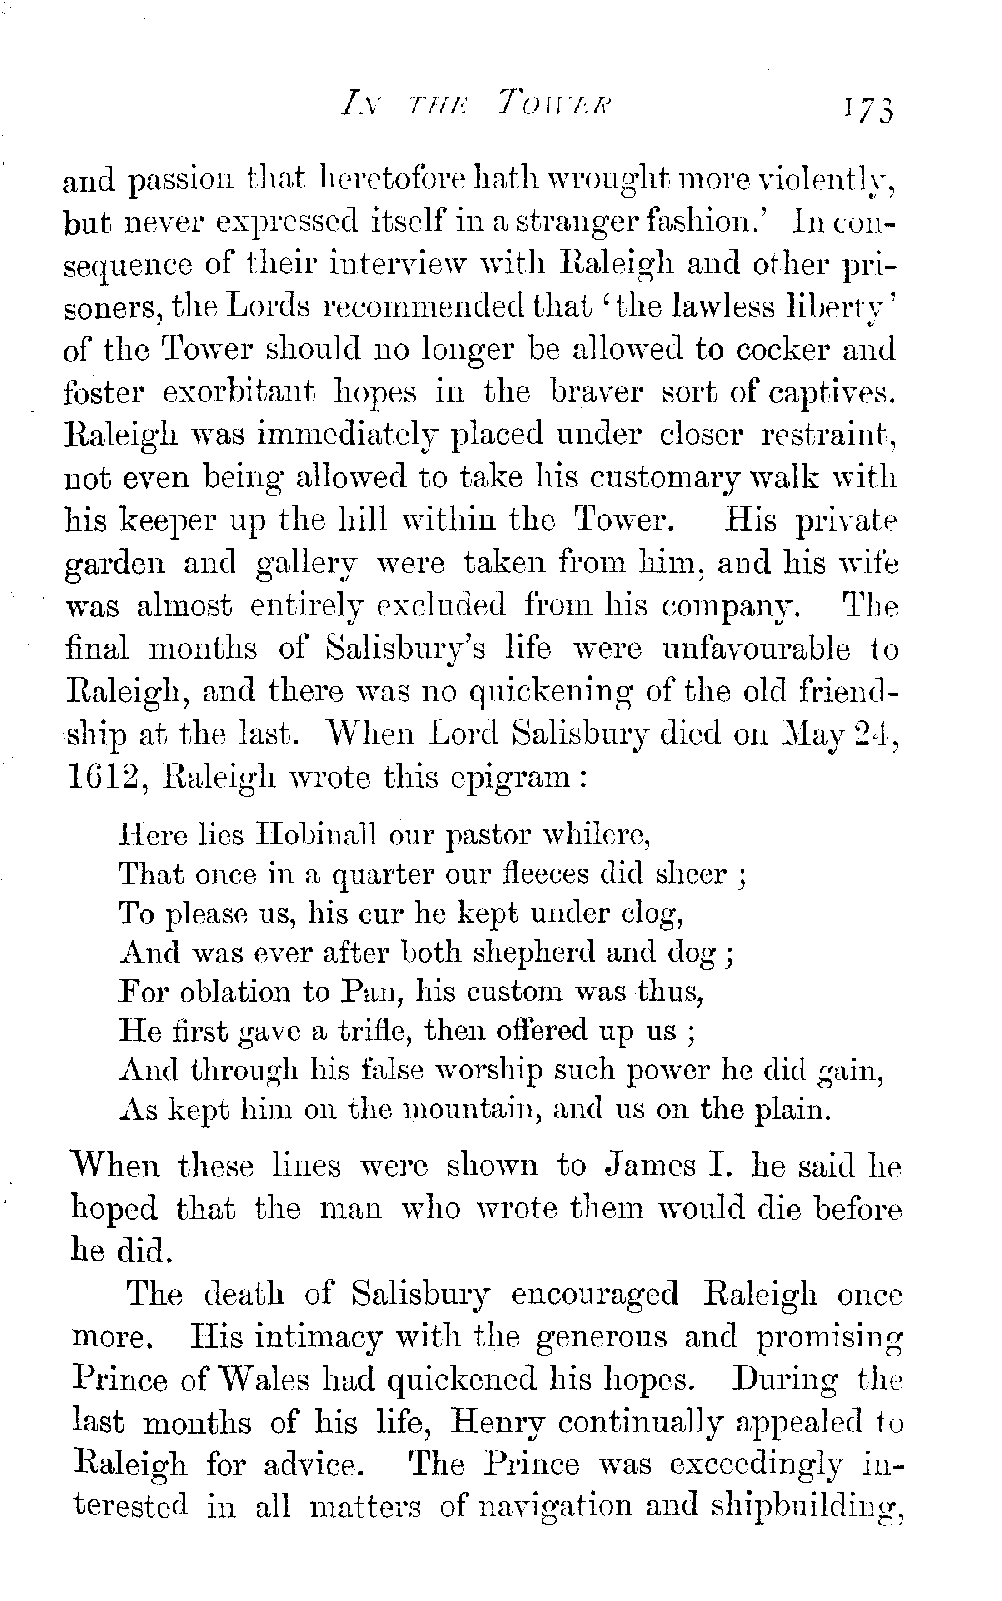 IN THE TOWER 173
and passion that heretofore hath wrought more violently,
but never expressed itself in a stranger fashion.’ In con-
sequence of their interview with Raleigh and other pri-
soners, the Lords recommended that ‘the lawless liberty’
of the Tower should no longer be allowed to cocker and
foster exorbitant hopes in the braver sort of captives.
Raleigh was immediately placed under closer restraint,
not even being allowed to take his customary walk with
his keeper up the hill within the Tower. His private
garden and gallery were taken from him, and his wife
was almost entirely excluded from his company. The
final months of Salisbury’s life were unfavourable to
Raleigh, and there was no quickening of the old friend-
ship at the last. When Lord Salisbury died on May 24,
1612, Raleigh wrote this epigram :
Here lies Hobinall our pastor whilere,
That once in a quarter our fleeces did sheer ;
To please us, his cur he kept under clog,
And was ever after both shepherd and dog ;
For oblation to Pan, his custom was thus,
He first gave a trifle, then offered up us ;
And through his false worship such power he did gain,
As kept him on the mountain, and us on the plain.
When these lines were shown to James I. he said he
hoped that the man who wrote them would die before
he did.
The death of Salisbury encouraged Raleigh once
more. His intimacy with the generous and promising
Prince of Wales had quickened his hopes. During the
last months of his life, Henry continually appealed to
Raleigh for advice. The Prince was exceedingly in-
terested in all matters of navigation and shipbuilding,